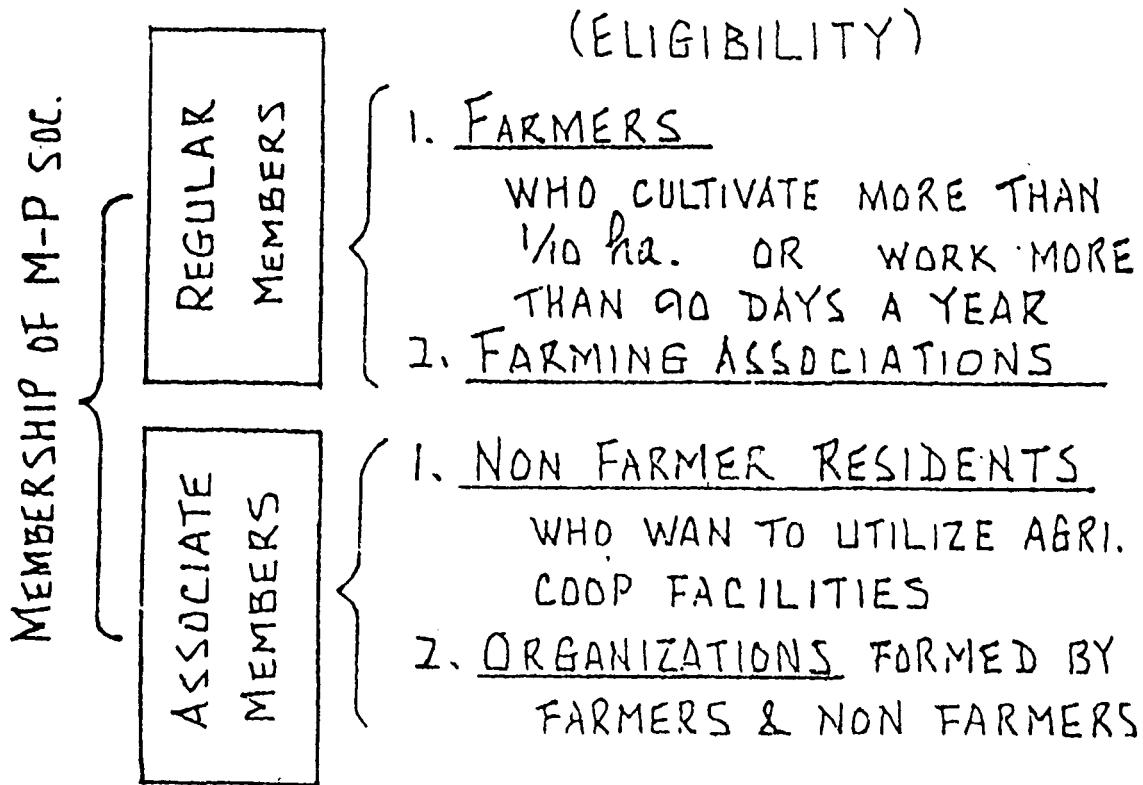 (ELIGIBILITY)
MEMBERSHIP OF M-P SOC.
REGULAR
MEMBERS
1. FARMERS
WHO CULTIVATE MORE THAN
1/10 ha. OR WORK MORE
THAN 90 DAYS A YEAR
2. FARMING ASSOCIATIONS
ASSOCIATE
MEMBERS
1. NON FARMER RESIDENTS
WHO WAN TO UTILIZE AGRI.
COOP FACILITIES
2. ORGANIZATIONS FORMED BY
FARMERS & NON FARMERS